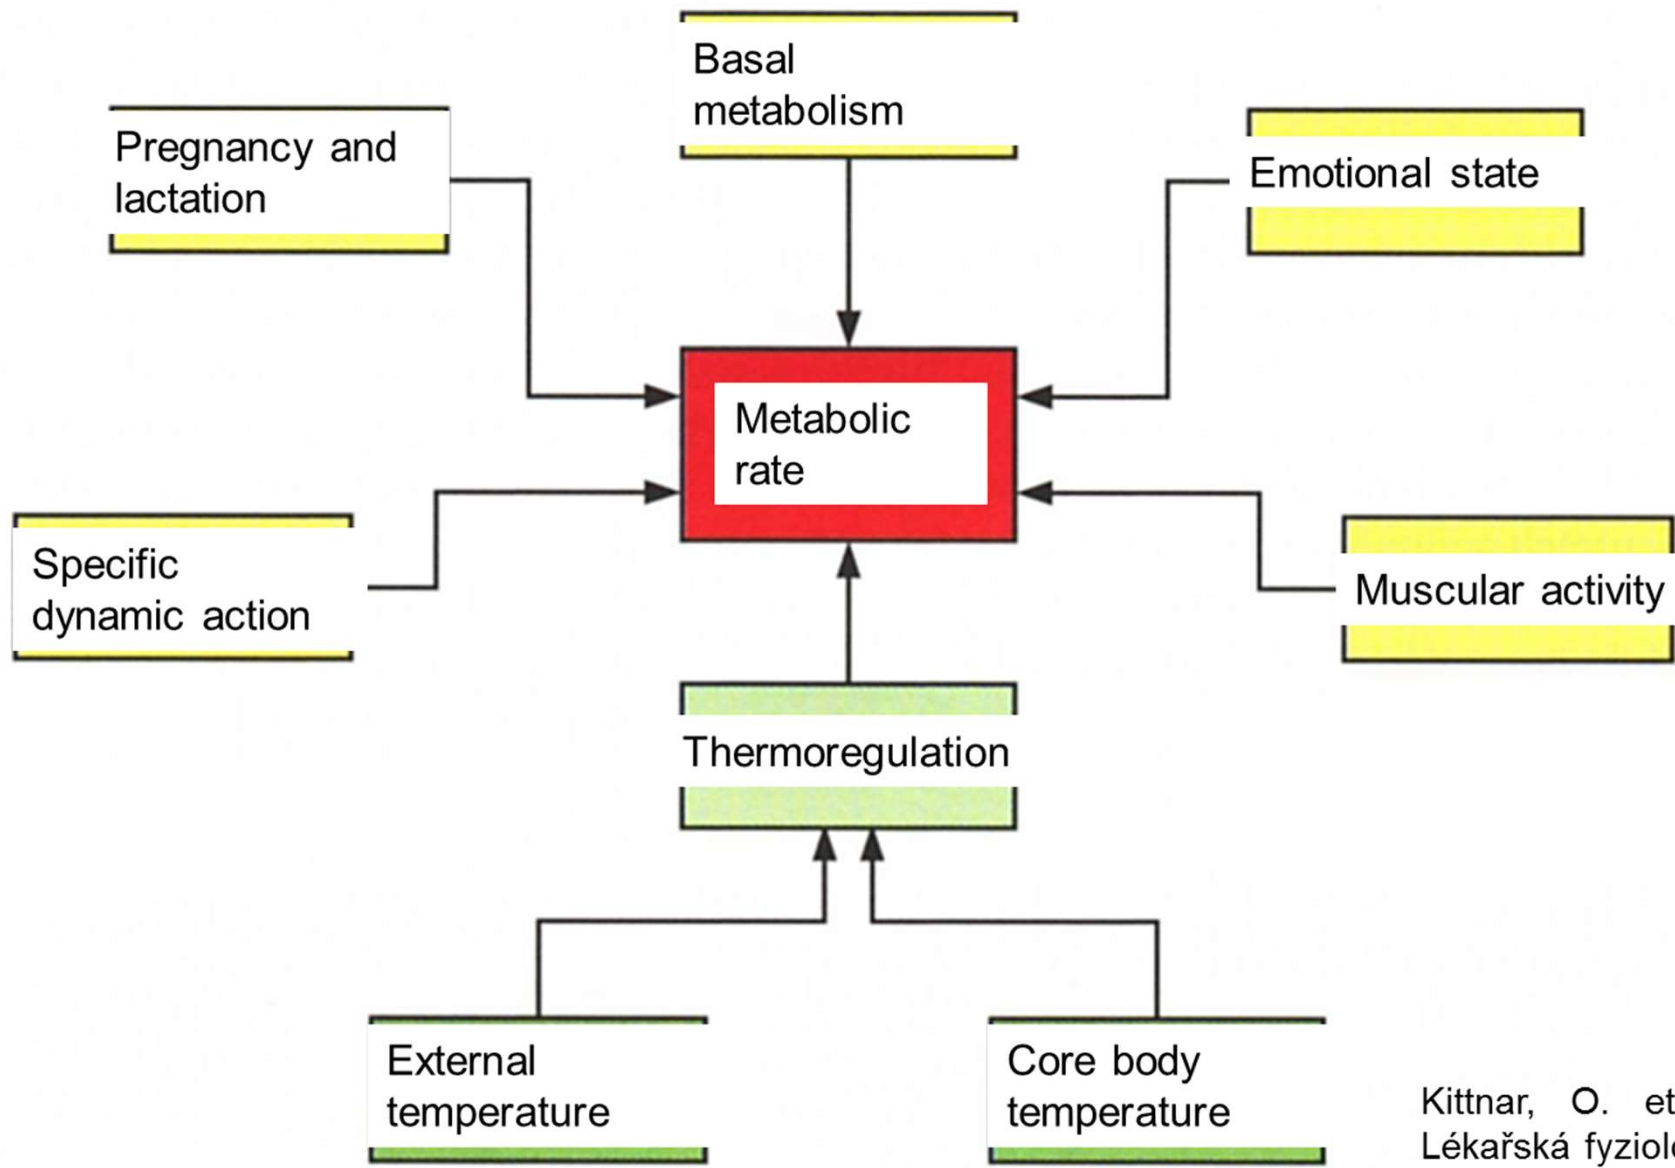 Basal
metabolism
Pregnancy and
lactation
Emotional state
Metabolic
rate
Specific
dynamic action
Muscular activity
Thermoregulation
External
temperature
Core body
temperature
Kittnar, O. et
Lékařská